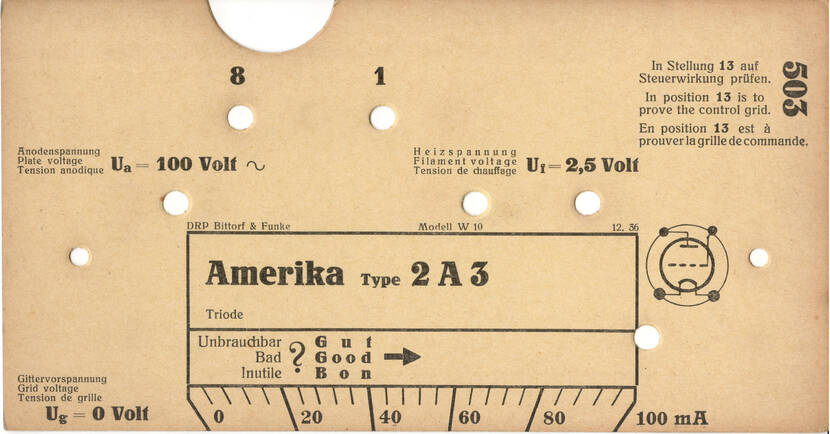 8 1
In Stellung 13 auf
Steuerwirkung prüfen.
In position 13 is to
prove the control grid.
En position 13 est à
prouver la grille de commande.
503
Anodenspannung
Plate voltage
Tension anodique
Ua = 100 Volt ~
Heizspannung
Filament voltage
Tension de chauffage
Uf = 2,5 Volt
DRP Bittorf & Funke Modell W 10 12. 36
Amerika Type 2 A 3
Triode
Unbrauchbar
Bad
Inutile
?
Gut
Good
Bon
Gittervorspannung
Grid voltage
Tension de grille
Ug = 0 Volt
0 20 40 60 80 100 mA